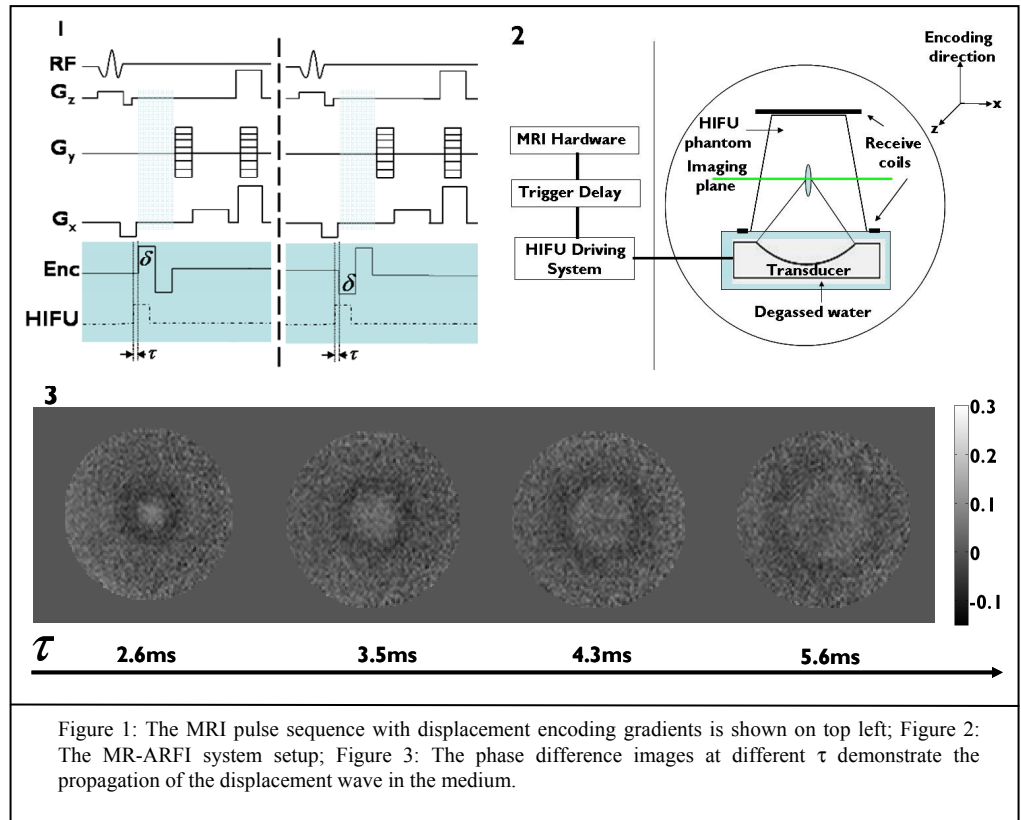 1
RF
Gz
Gy
Gx
Enc
δ
δ
HIFU
τ
τ
2
Encoding
direction
x
z
HIFU
phantom
Receive
coils
Imaging
plane
MRI Hardware
Trigger Delay
HIFU Driving
System
Transducer
Degassed water
3
0.3
0.2
0.1
0
-0.1
τ
2.6ms
3.5ms
4.3ms
5.6ms
Figure 1: The MRI pulse sequence with displacement encoding gradients is shown on top left; Figure 2:
The MR-ARFI system setup; Figure 3: The phase difference images at different τ demonstrate the
propagation of the displacement wave in the medium.